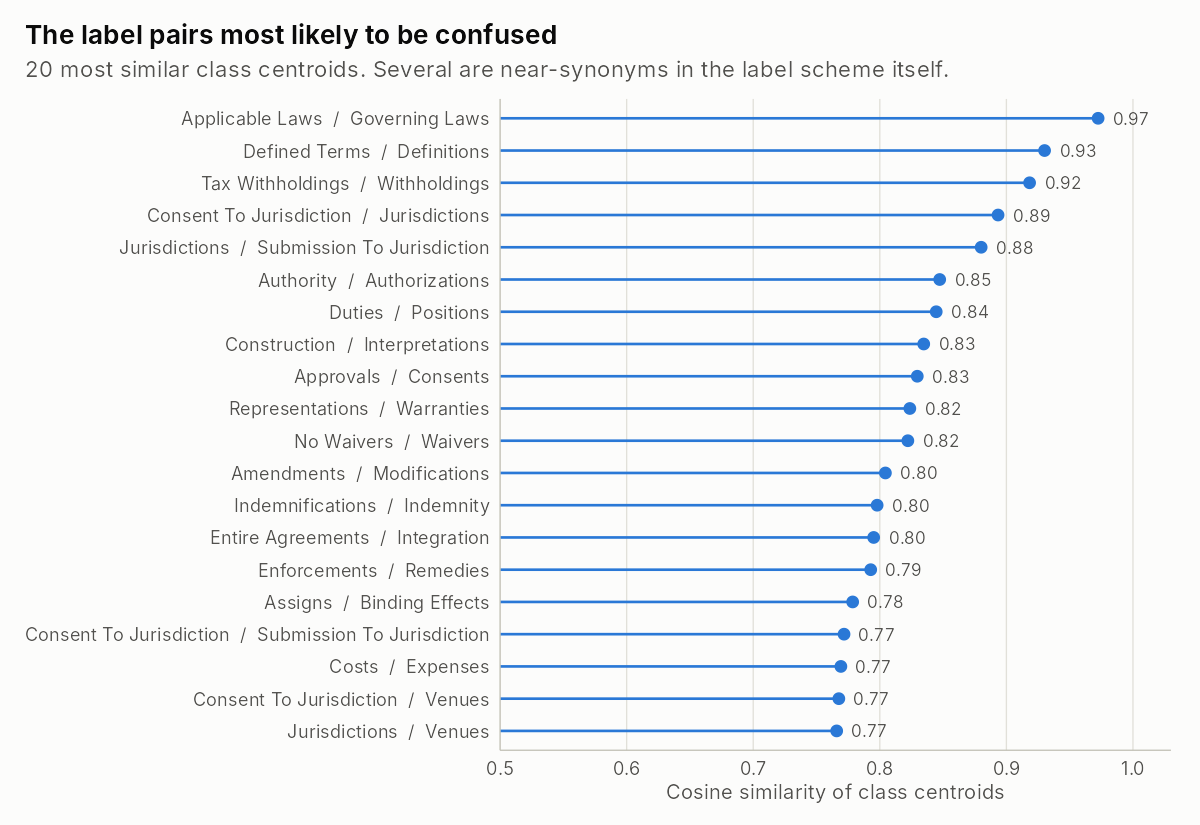 The label pairs most likely to be confused
20 most similar class centroids. Several are near-synonyms in the label scheme itself.
Applicable Laws / Governing Laws 0.97
Defined Terms / Definitions 0.93
Tax Withholdings / Withholdings 0.92
Consent To Jurisdiction / Jurisdictions 0.89
Jurisdictions / Submission To Jurisdiction 0.88
Authority / Authorizations 0.85
Duties / Positions 0.84
Construction / Interpretations 0.83
Approvals / Consents 0.83
Representations / Warranties 0.82
No Waivers / Waivers 0.82
Amendments / Modifications 0.80
Indemnifications / Indemnity 0.80
Entire Agreements / Integration 0.80
Enforcements / Remedies 0.79
Assigns / Binding Effects 0.78
Consent To Jurisdiction / Submission To Jurisdiction 0.77
Costs / Expenses 0.77
Consent To Jurisdiction / Venues 0.77
Jurisdictions / Venues 0.77
0.5 0.6 0.7 0.8 0.9 1.0
Cosine similarity of class centroids